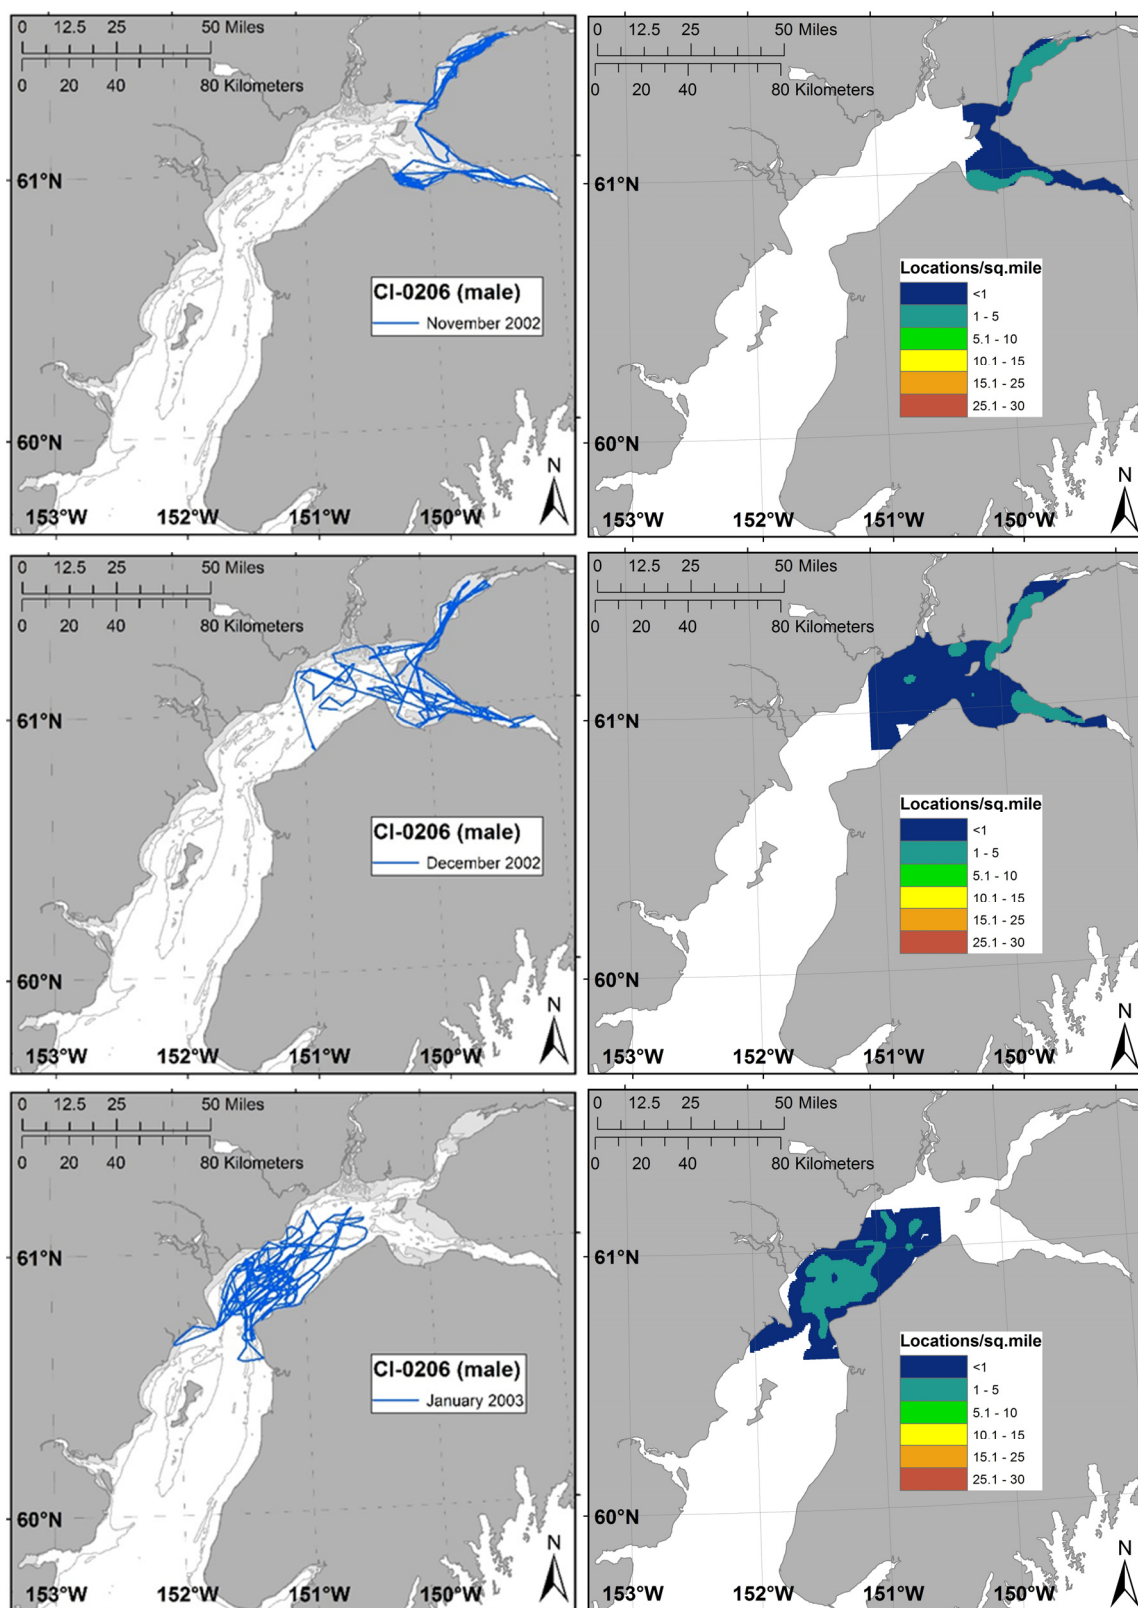 0 12.5 25 50 Miles
0 20 40 80 Kilometers
61°N
CI-0206 (male)
November 2002
60°N
N
153°W 152°W 151°W 150°W
0 12.5 25 50 Miles
0 20 40 80 Kilometers
61°N
Locations/sq.mile
<1
1 - 5
5.1 - 10
10.1 - 15
15.1 - 25
25.1 - 30
60°N
N
153°W 152°W 151°W 150°W
0 12.5 25 50 Miles
0 20 40 80 Kilometers
61°N
CI-0206 (male)
December 2002
60°N
N
153°W 152°W 151°W 150°W
0 12.5 25 50 Miles
0 20 40 80 Kilometers
61°N
Locations/sq.mile
<1
1 - 5
5.1 - 10
10.1 - 15
15.1 - 25
25.1 - 30
60°N
N
153°W 152°W 151°W 150°W
0 12.5 25 50 Miles
0 20 40 80 Kilometers
61°N
CI-0206 (male)
January 2003
60°N
N
153°W 152°W 151°W 150°W
0 12.5 25 50 Miles
0 20 40 80 Kilometers
61°N
Locations/sq.mile
<1
1 - 5
5.1 - 10
10.1 - 15
15.1 - 25
25.1 - 30
60°N
N
153°W 152°W 151°W 150°W